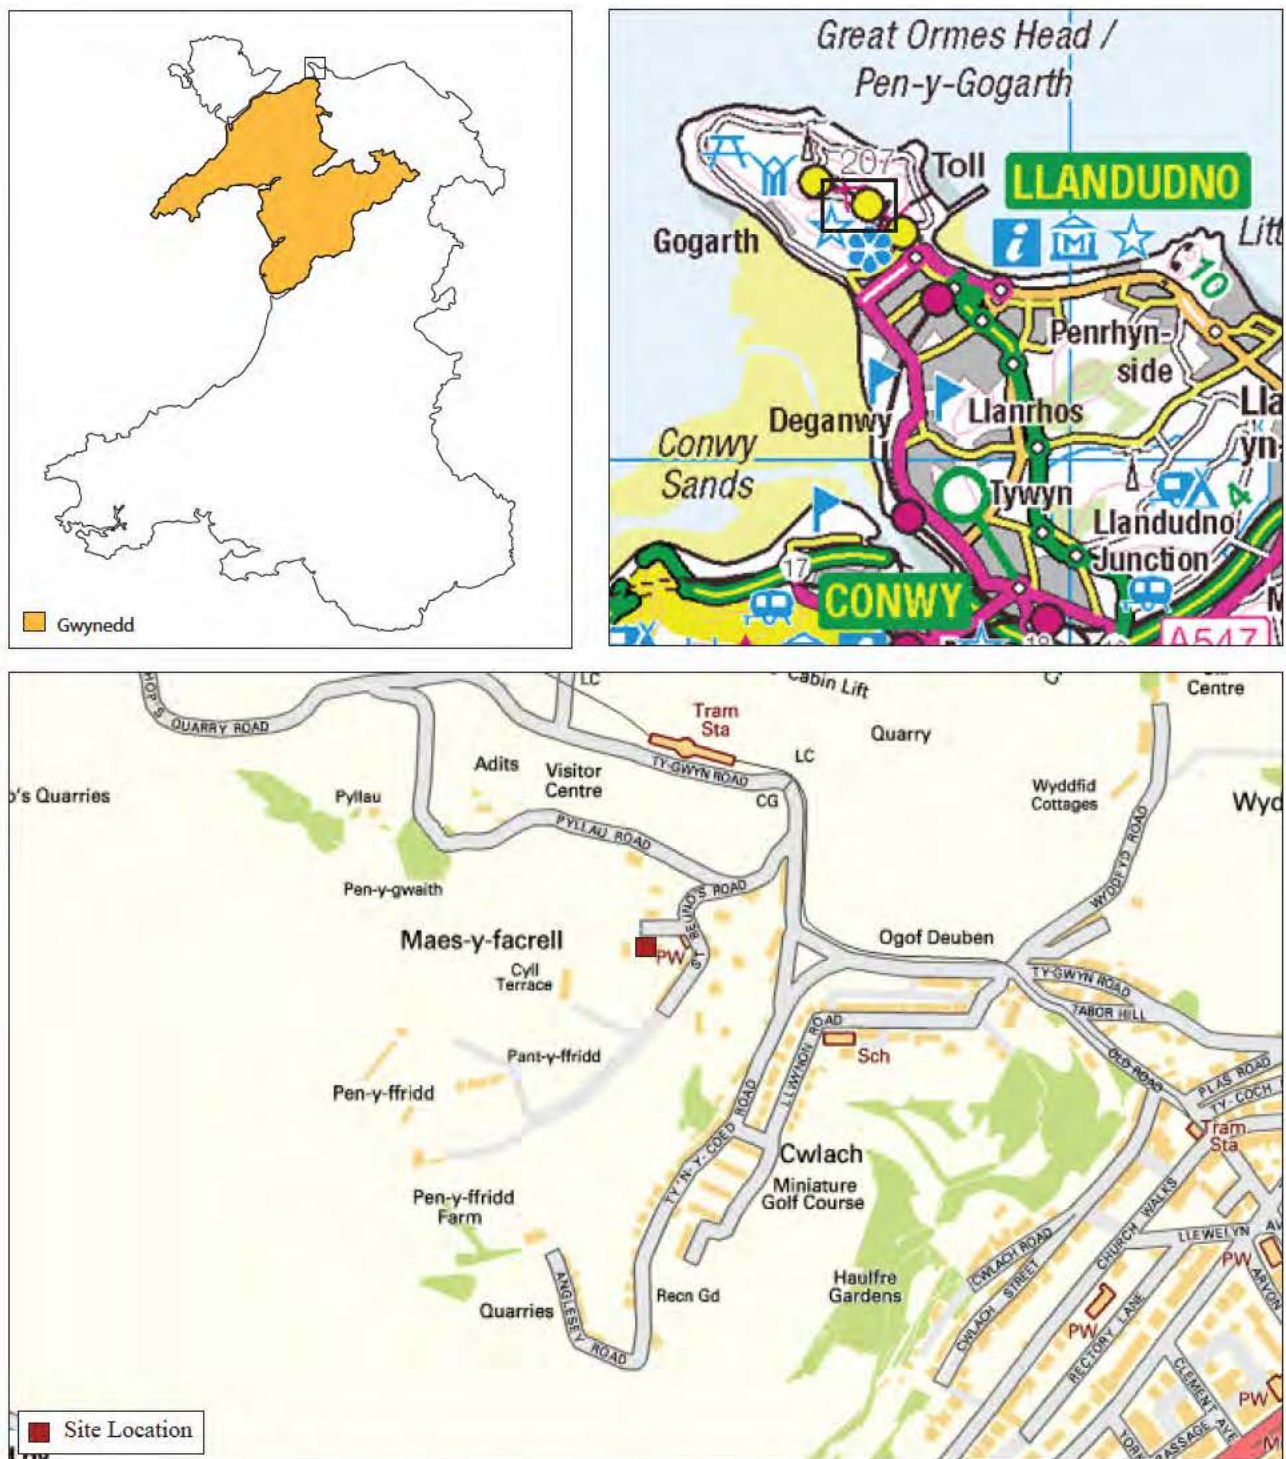 Gwynedd
Great Ormes Head /
Pen-y-Gogarth
207
Toll
LLANDUDNO
Gogarth
i
M
10
Penrhyn-
side
Deganwy
Llanrhos
Conwy
Sands
Tywyn
4
Llandudno
Junction
17
CONWY
A547
LC
Cabin Lift
Centre
QUARRY ROAD
Tram
Sta
Quarry
Adits
Visitor
Centre
TY-GWYN ROAD
LC
CG
Pyllau
PYLLAU ROAD
Wyddfid
Cottages
WYDDFYD ROAD
Pen-y-gwaith
ST BEUNO'S ROAD
Maes-y-facrell
PW
Cyll
Terrace
Ogof Deuben
TY-GWYN ROAD
TABOR HILL
OLD ROAD
PLAS ROAD
TY-COCH
Pant-y-ffridd
LLWYNON ROAD
Sch
Pen-y-ffridd
TY'N-Y-COED ROAD
Tram
Sta
Cwlach
Miniature
Golf Course
Pen-y-ffridd
Farm
CHURCH WALKS
LLEWELYN
PW
CWLACH ROAD
CWLACH STREET
Haulfre
Gardens
Recn Gd
Quarries
ANGLESEY ROAD
PW
RECTORY LANE
CLEMENT AVE
PW
YORK
Site Location